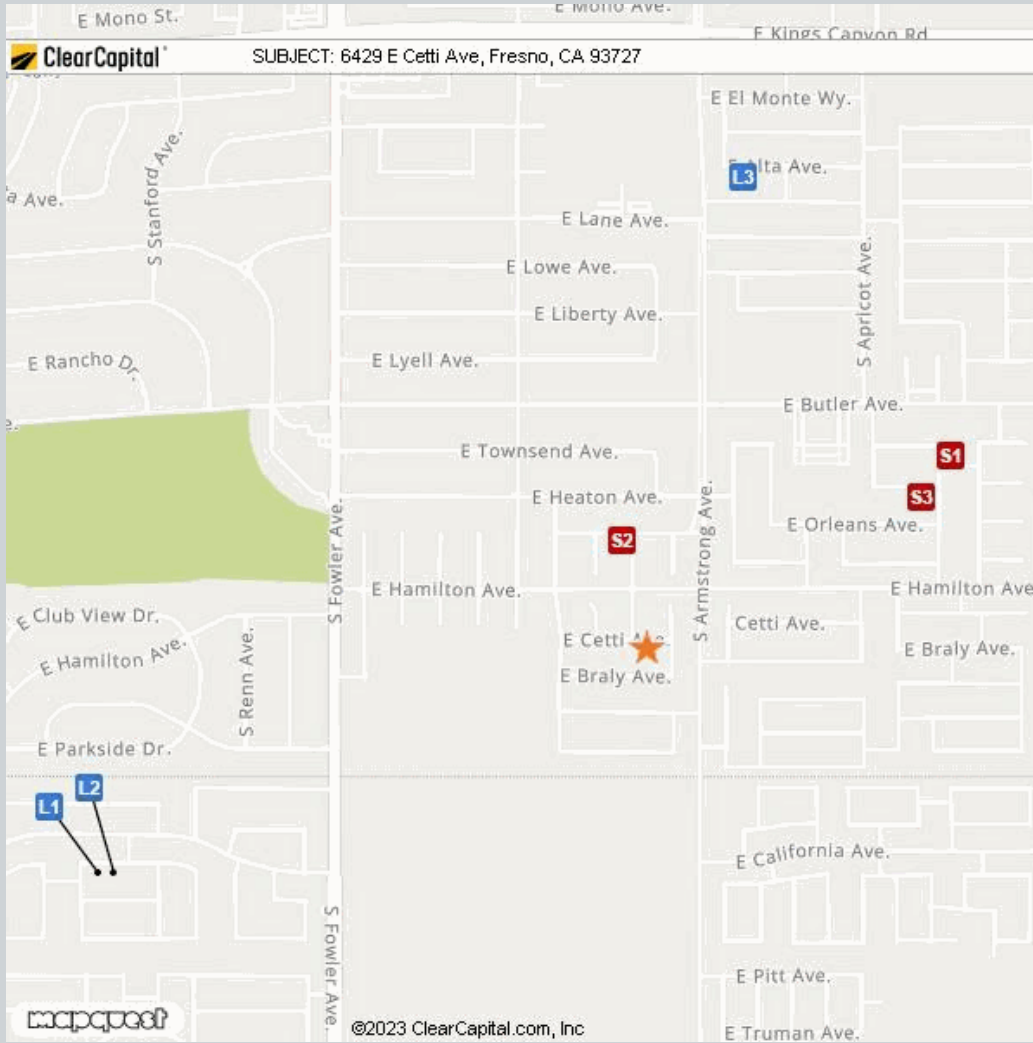 E Mono St.
E Mono Ave.
E Kings Canyon Rd
ClearCapital
SUBJECT: 6429 E Cetti Ave, Fresno, CA 93727
E El Monte Wy.
S Stanford Ave.
L3
E Alta Ave.
a Ave.
E Lane Ave.
E Lowe Ave.
S Apricot Ave.
E Liberty Ave.
E Rancho Dr.
E Lyell Ave.
E Butler Ave.
e.
E Townsend Ave.
S1
E Heaton Ave.
S3
S Fowler Ave.
S Armstrong Ave.
E Orleans Ave.
S2
E Hamilton Ave.
E Hamilton Ave
E Club View Dr.
Cetti Ave.
E Hamilton Ave.
S Renn Ave.
E Cetti Ave.
E Braly Ave.
E Braly Ave.
E Parkside Dr.
L2
L1
E California Ave.
S Fowler Ave.
E Pitt Ave.
mapquest
©2023 ClearCapital.com, Inc
E Truman Ave.